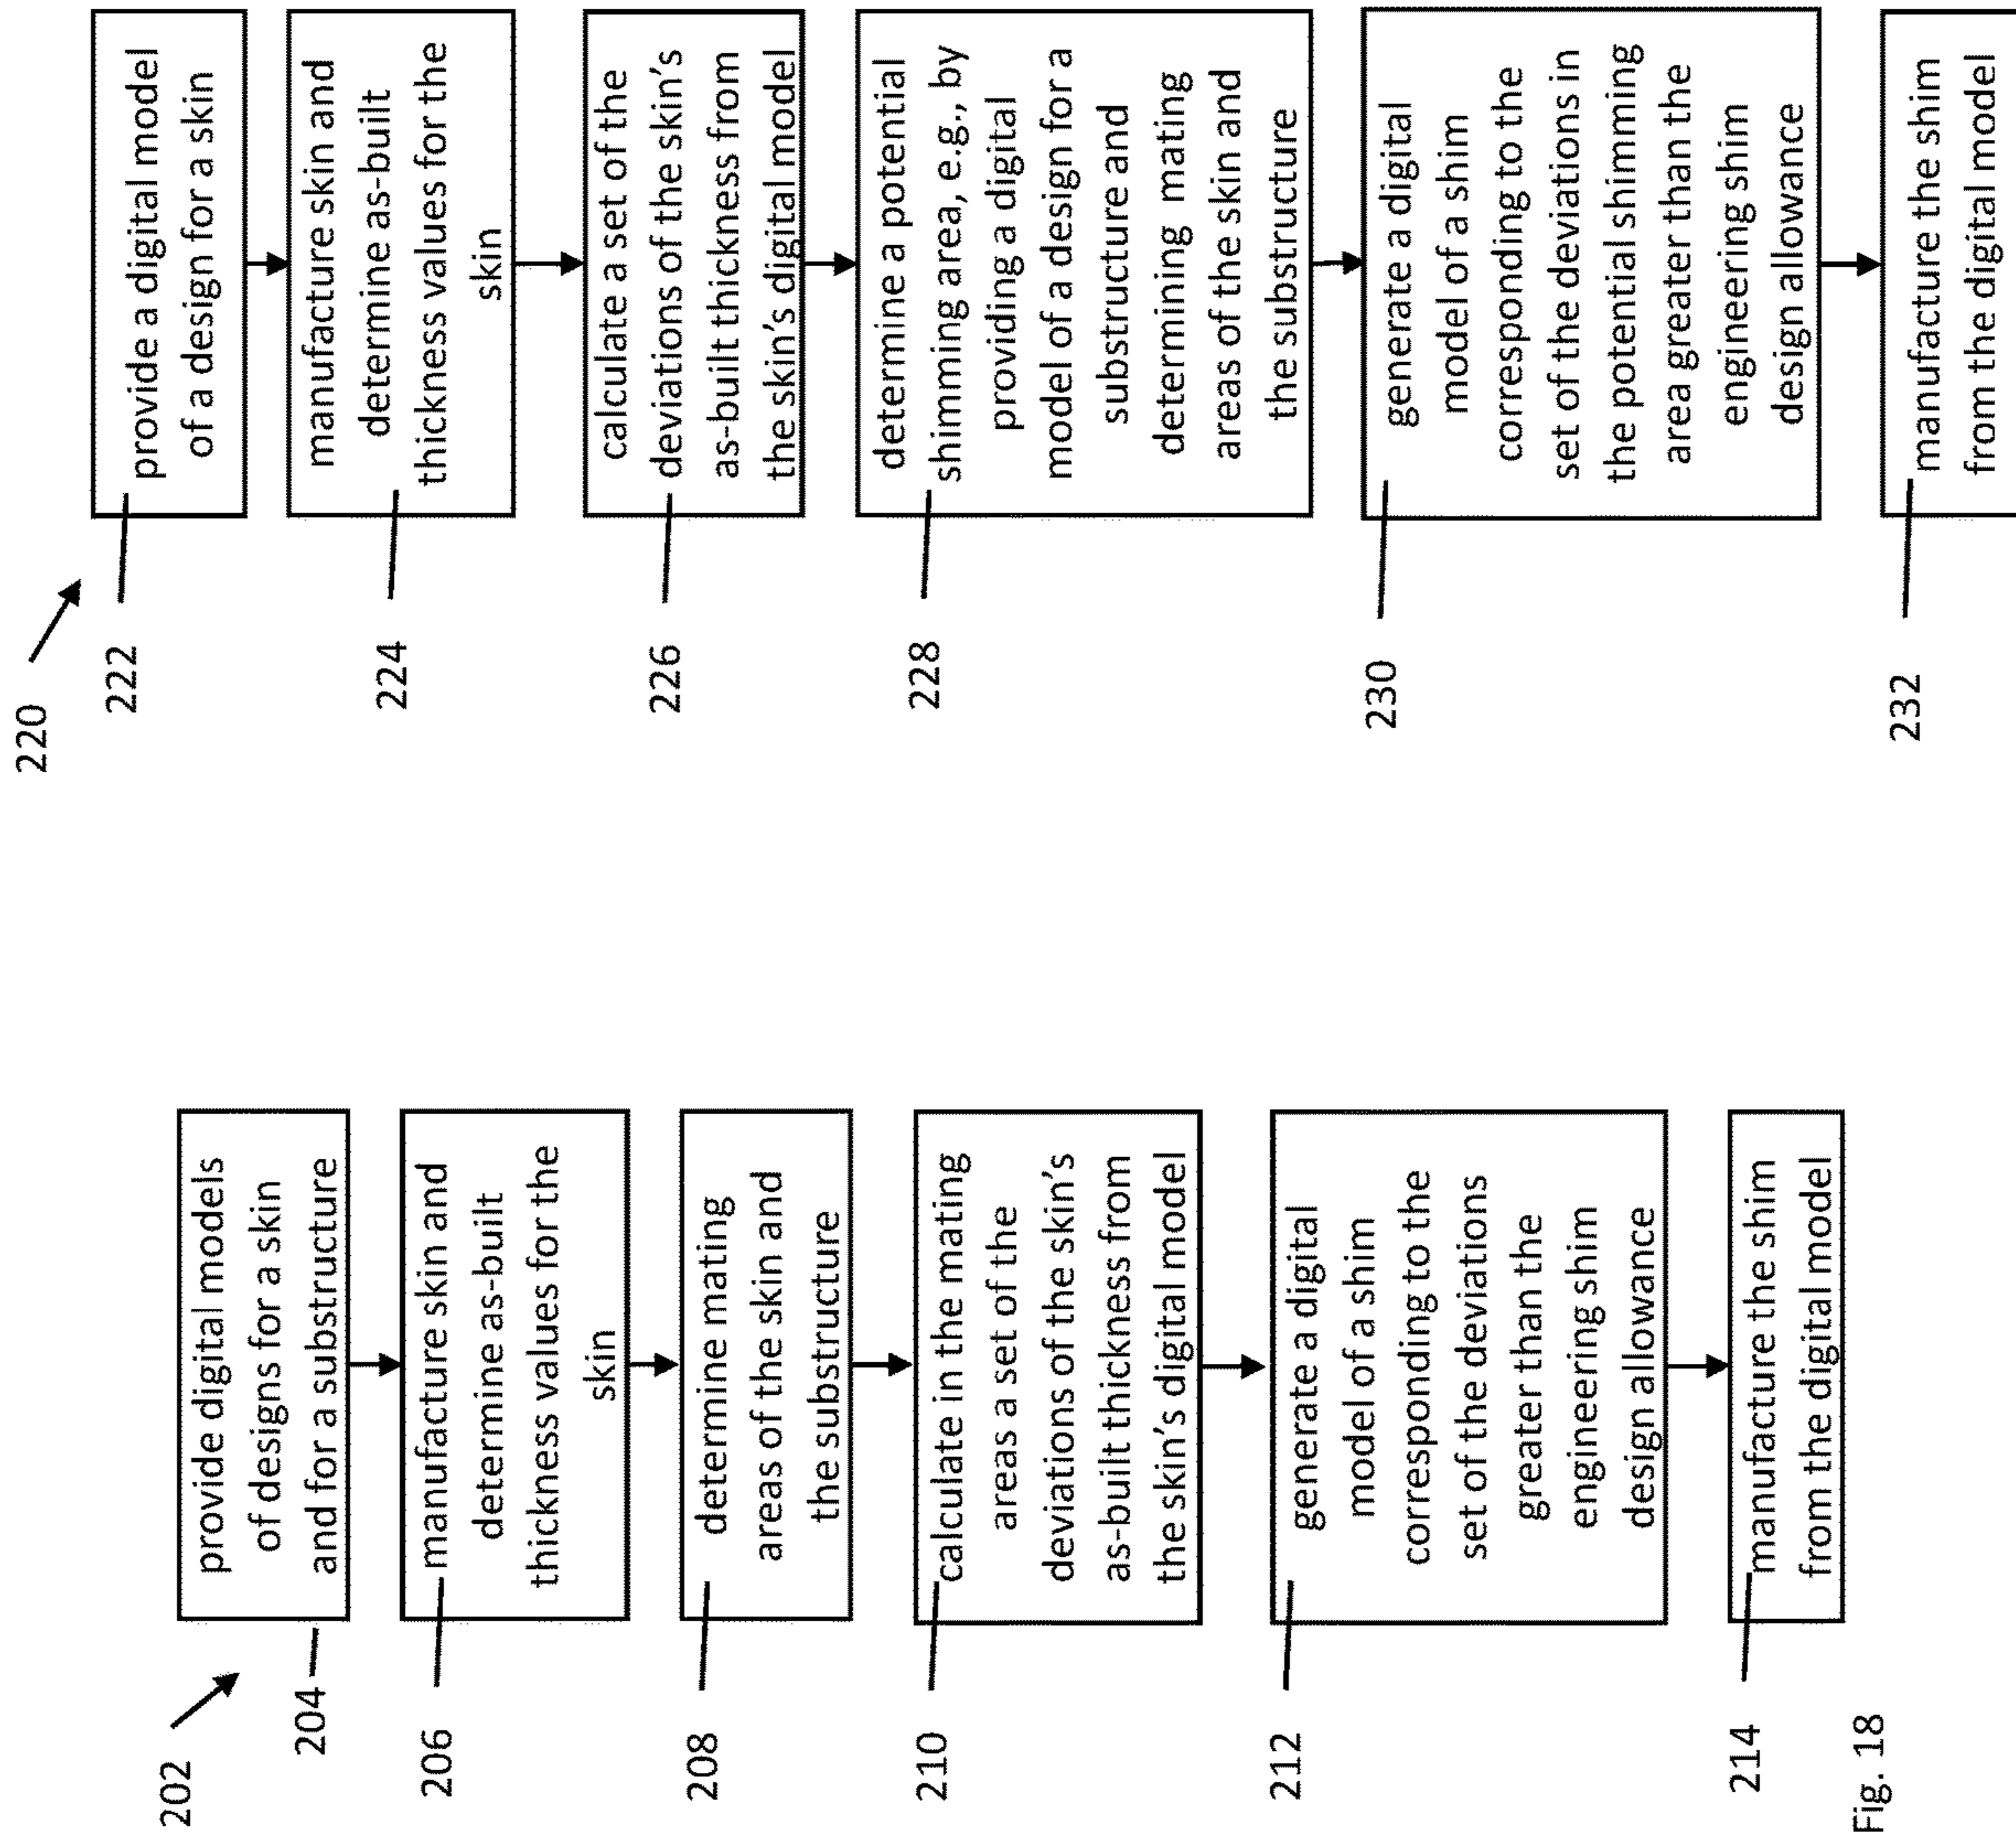 202
204
provide digital models
of designs for a skin
and for a substructure
206
manufacture skin and
determine as-built
thickness values for the
skin
208
determine mating
areas of the skin and
the substructure
210
calculate in the mating
areas a set of the
deviations of the skin's
as-built thickness from
the skin's digital model
212
generate a digital
model of a shim
corresponding to the
set of the deviations
greater than the
engineering shim
design allowance
214
manufacture the shim
from the digital model
Fig. 18
220
222
provide a digital model
of a design for a skin
224
manufacture skin and
determine as-built
thickness values for the
skin
226
calculate a set of the
deviations of the skin's
as-built thickness from
the skin's digital model
228
determine a potential
shimming area, e.g., by
providing a digital
model of a design for a
substructure and
determining mating
areas of the skin and
the substructure
230
generate a digital
model of a shim
corresponding to the
set of the deviations in
the potential shimming
area greater than the
engineering shim
design allowance
232
manufacture the shim
from the digital model